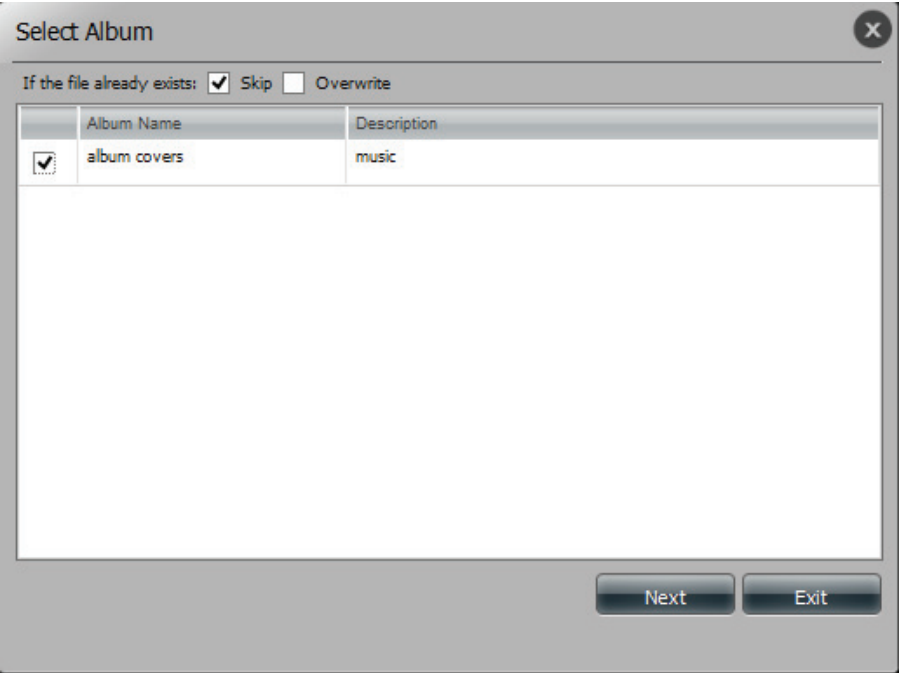 Select Album
If the file already exists: Skip Overwrite
Album Name Description
album covers music
Next Exit